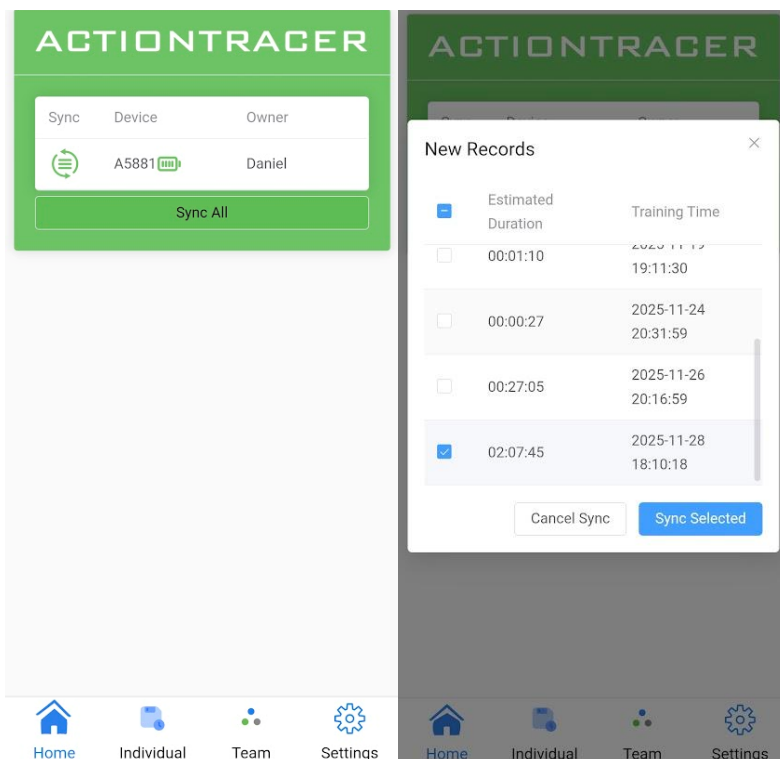 ACTIONTRACER
Sync Device Owner
A5881 Daniel
Sync All
Home Individual Team Settings
ACTIONTRACER
New Records
Estimated
Duration
Training Time
00:01:10
2025-11-19
19:11:30
00:00:27
2025-11-24
20:31:59
00:27:05
2025-11-26
20:16:59
02:07:45
2025-11-28
18:10:18
Cancel Sync Sync Selected
Home Individual Team Settings